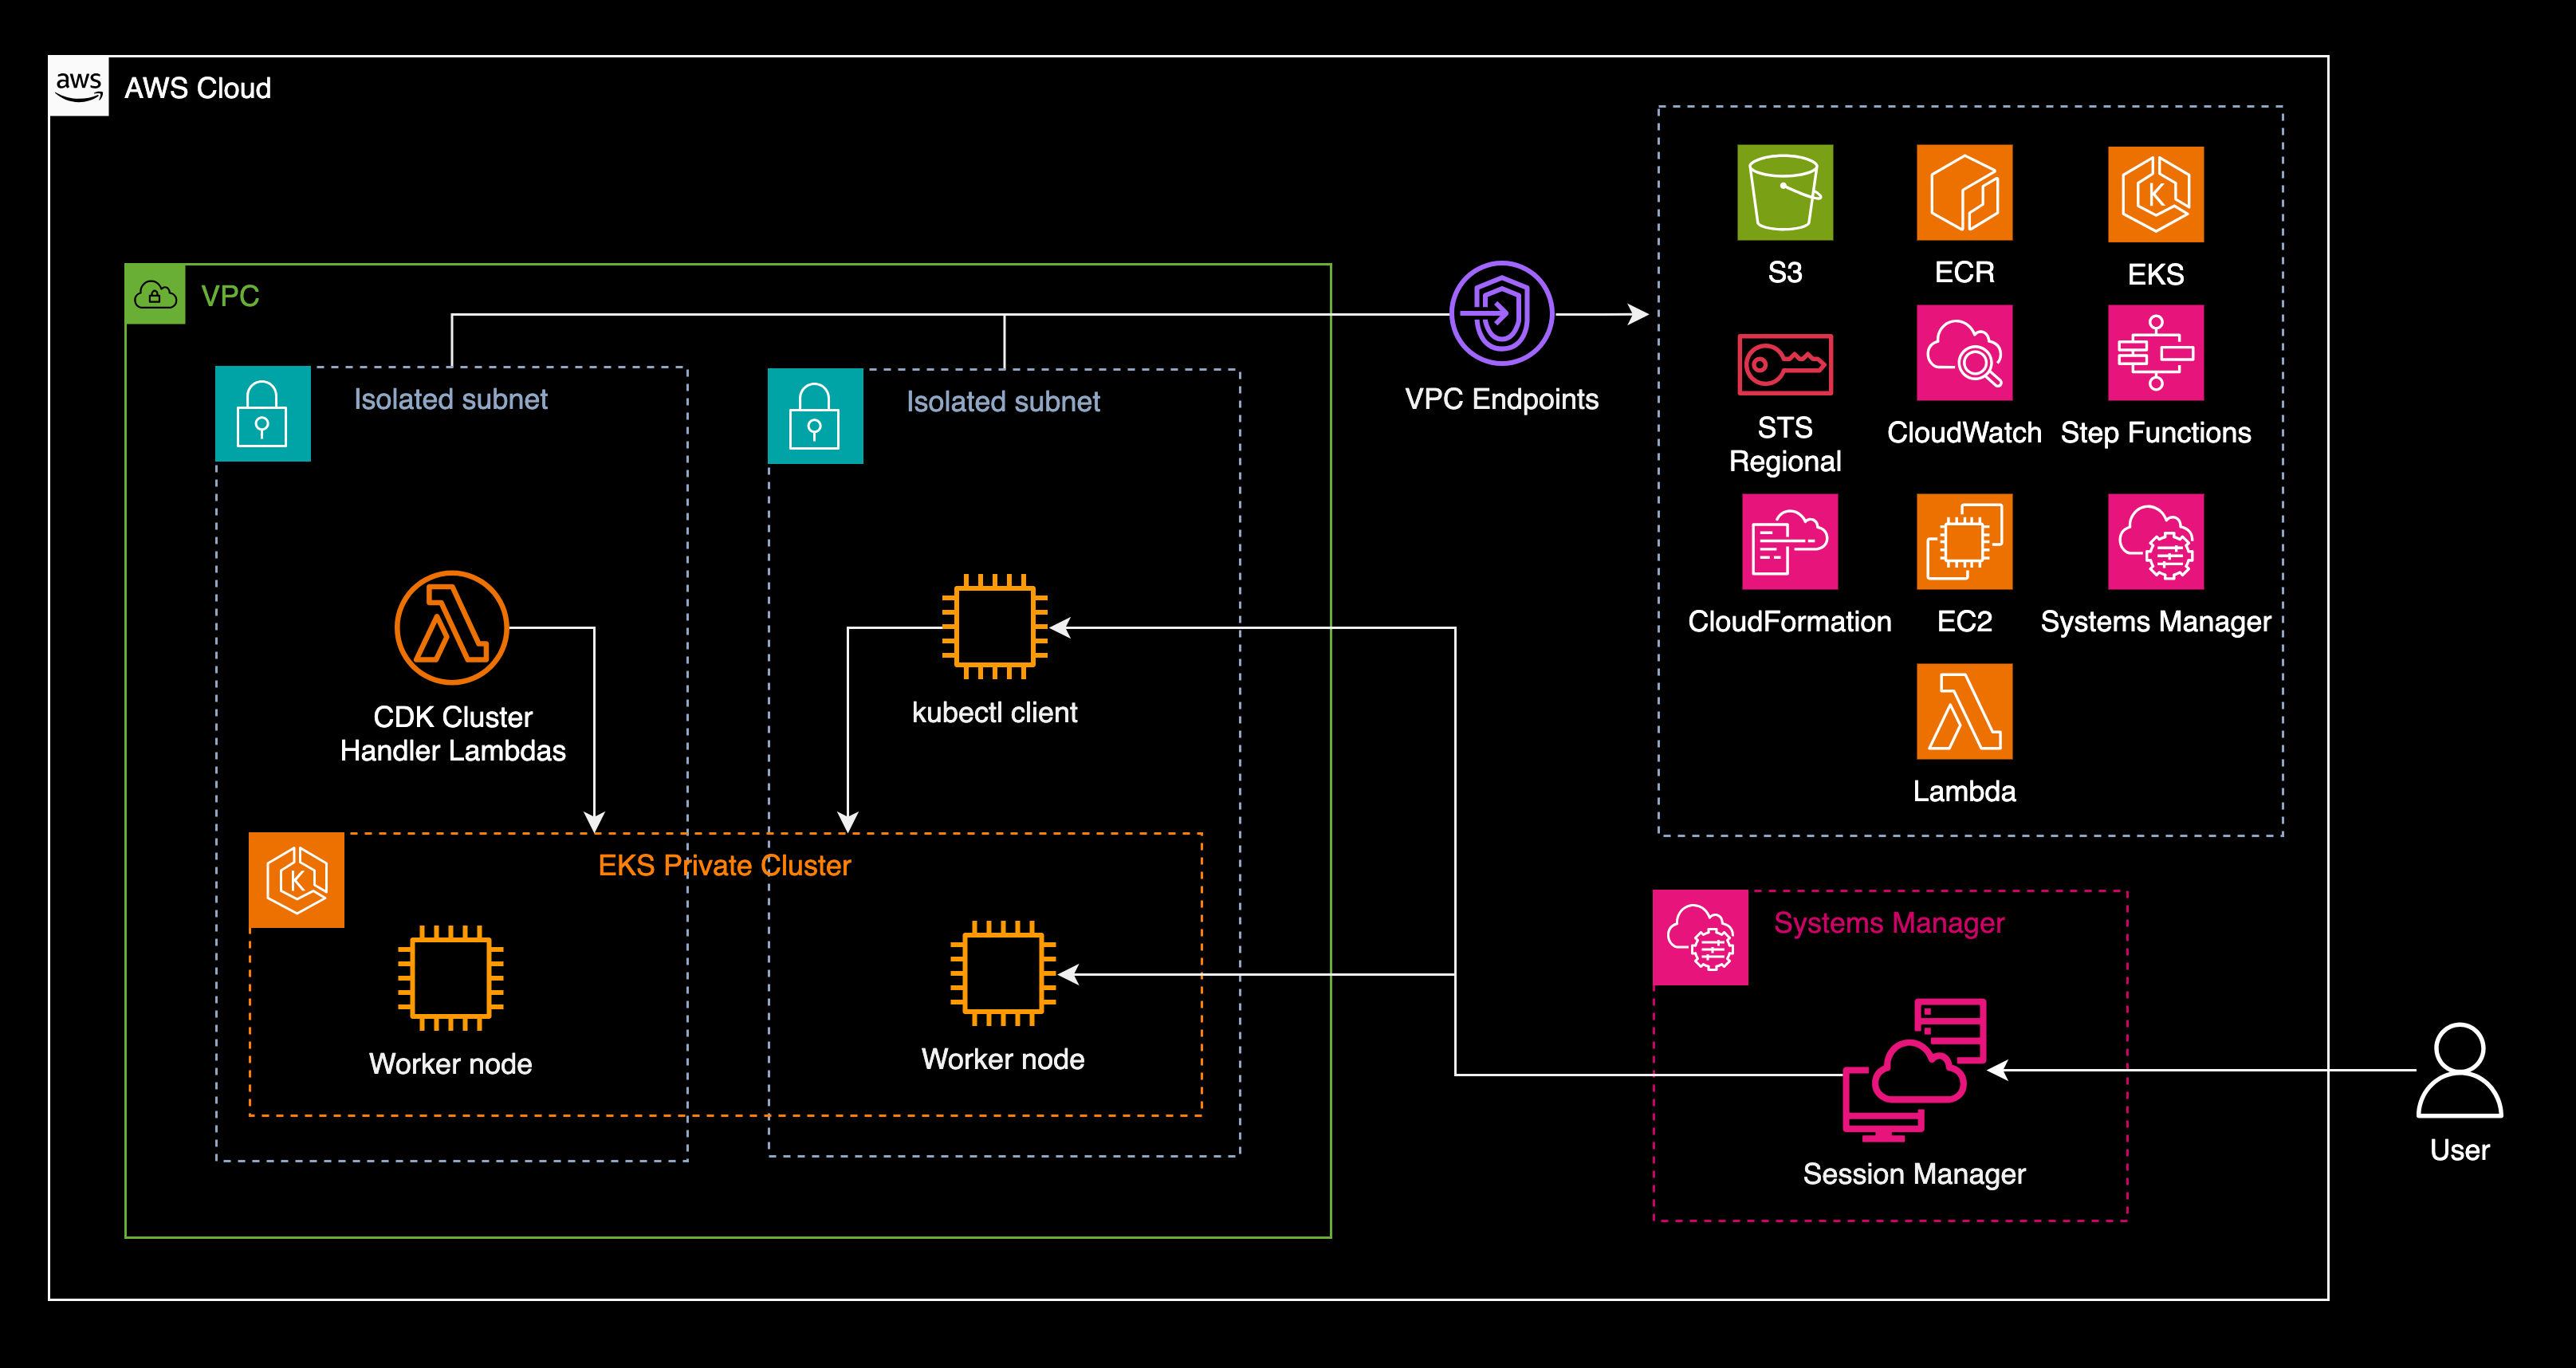 aws
AWS Cloud
VPC
Isolated subnet
Isolated subnet
CDK Cluster
Handler Lambdas
kubectl client
K
EKS Private Cluster
Worker node
Worker node
VPC Endpoints
S3
ECR
K
EKS
STS
Regional
CloudWatch
Step Functions
CloudFormation
EC2
Systems Manager
Lambda
Systems Manager
Session Manager
User